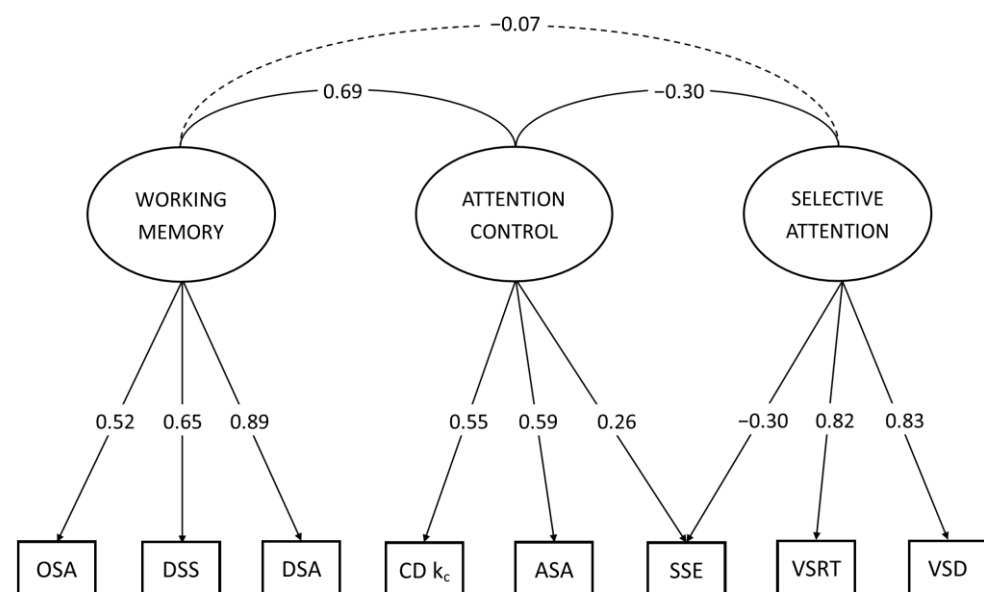 −0.07
0.69
−0.30
WORKING
MEMORY
ATTENTION
CONTROL
SELECTIVE
ATTENTION
0.52
0.65
0.89
0.55
0.59
0.26
−0.30
0.82
0.83
OSA
DSS
DSA
CD kc
ASA
SSE
VSRT
VSD